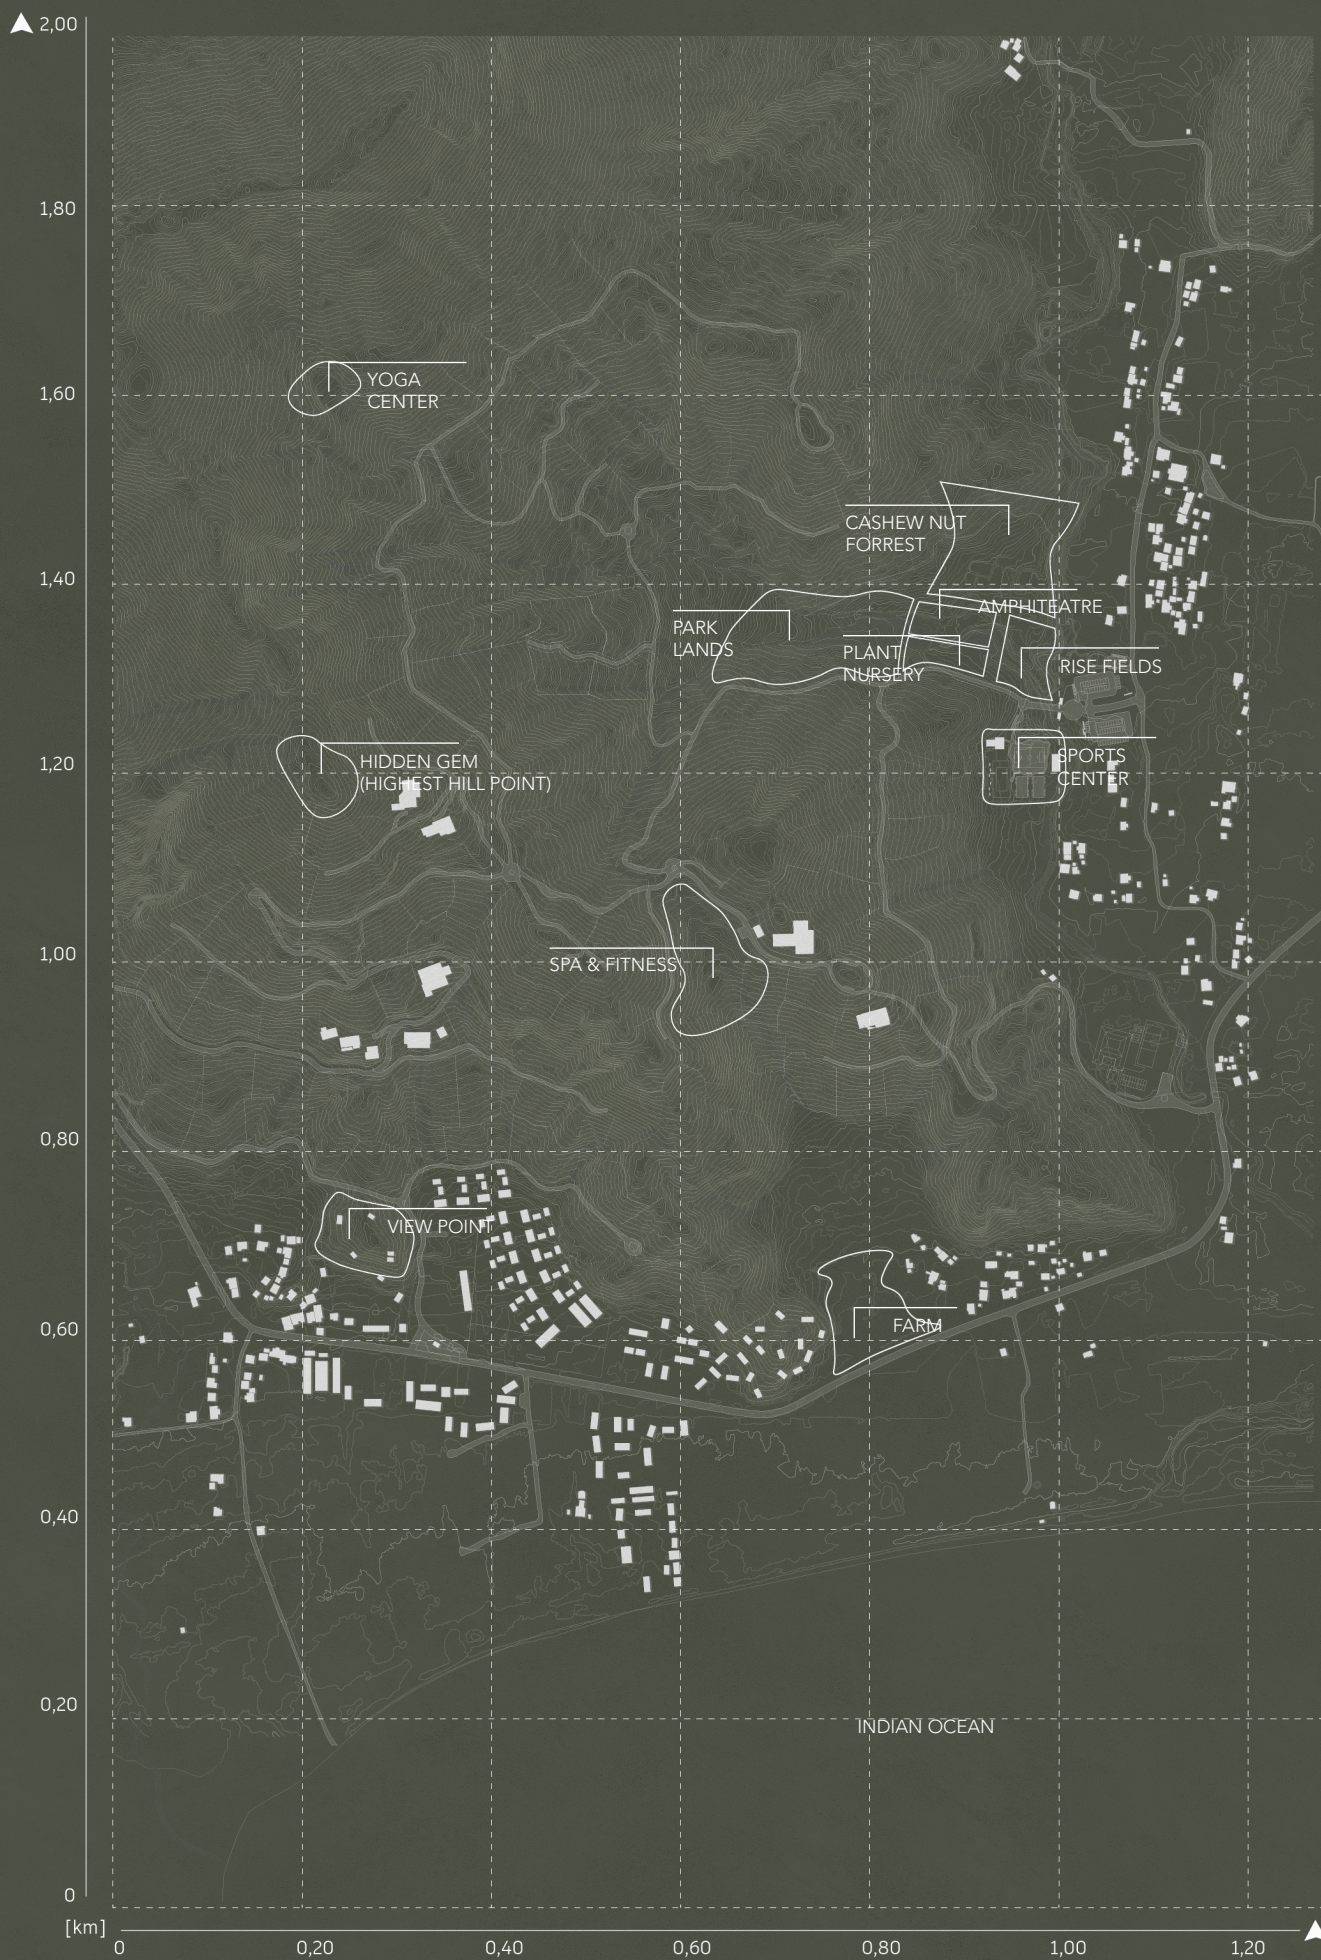 2,00
1,80
YOGA
CENTER
1,60
CASHEW NUT
FORREST
1,40
AMPHITEATRE
PARK
LANDS
PLANT
NURSERY
RISE FIELDS
1,20
HIDDEN GEM
(HIGHEST HILL POINT)
SPORTS
CENTER
1,00
SPA & FITNESS
0,80
VIEW POINT
0,60
FARM
0,40
0,20
INDIAN OCEAN
0
[km]
0 0,20 0,40 0,60 0,80 1,00 1,20